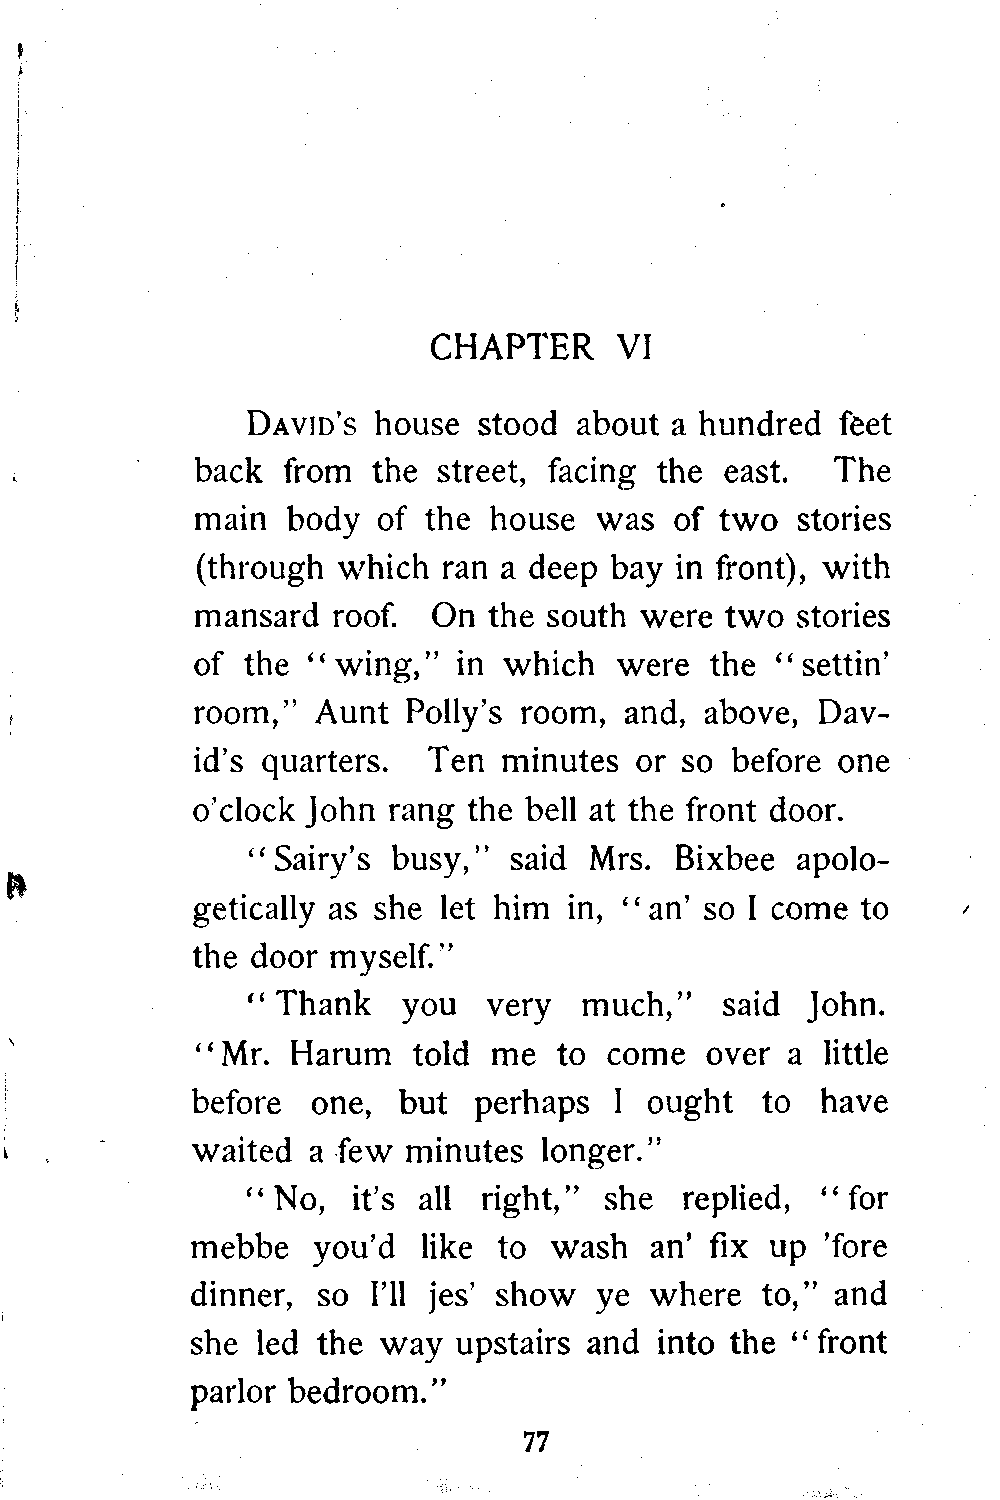 CHAPTER VI
DAVID'S house stood about a hundred feet
back from the street, facing the east. The
main body of the house was of two stories
(through which ran a deep bay in front), with
mansard roof. On the south were two stories
of the "wing," in which were the "settin'
room," Aunt Polly's room, and, above, Dav-
id's quarters. Ten minutes or so before one
o'clock John rang the bell at the front door.
"Sairy's busy," said Mrs. Bixbee apolo-
getically as she let him in, "an' so I come to
the door myself."
"Thank you very much," said John.
"Mr. Harum told me to come over a little
before one, but perhaps I ought to have
waited a few minutes longer."
"No, it's all right," she replied, "for
mebbe you'd like to wash an' fix up 'fore
dinner, so I'll jes' show ye where to," and
she led the way upstairs and into the "front
parlor bedroom."
77